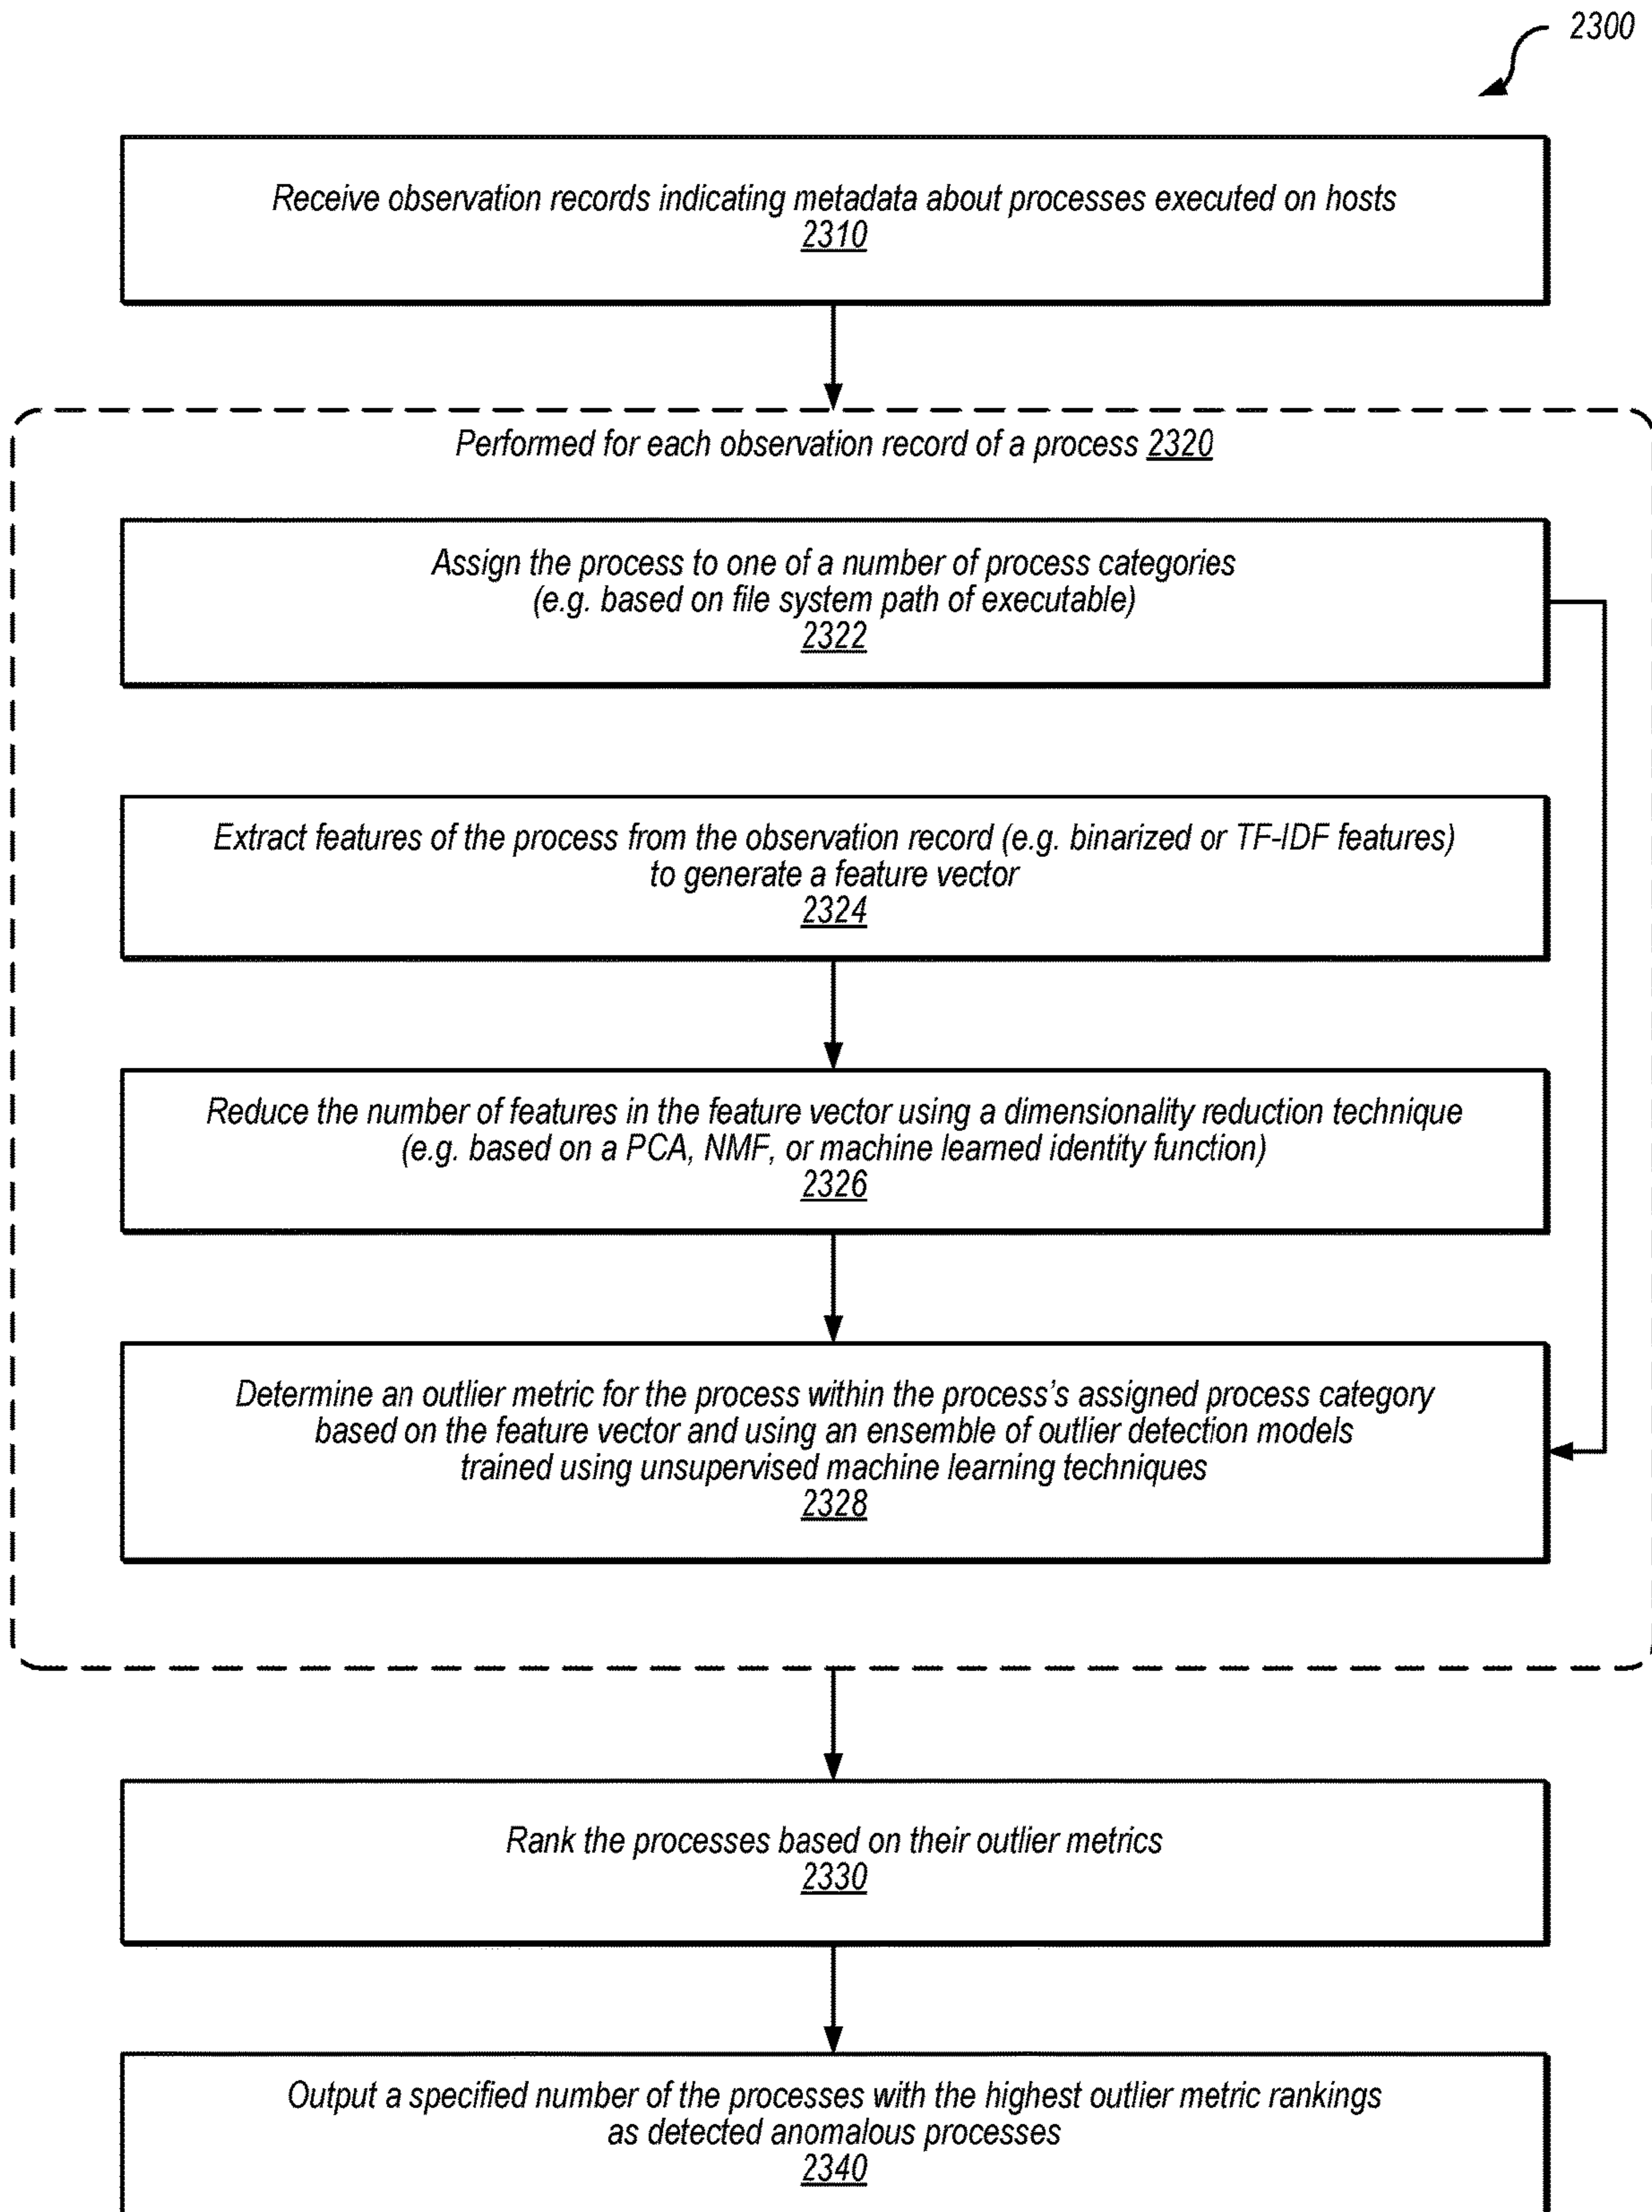 2300
Receive observation records indicating metadata about processes executed on hosts
2310
Performed for each observation record of a process 2320
Assign the process to one of a number of process categories
(e.g. based on file system path of executable)
2322
Extract features of the process from the observation record (e.g. binarized or TF-IDF features)
to generate a feature vector
2324
Reduce the number of features in the feature vector using a dimensionality reduction technique
(e.g. based on a PCA, NMF, or machine learned identity function)
2326
Determine an outlier metric for the process within the process's assigned process category
based on the feature vector and using an ensemble of outlier detection models
trained using unsupervised machine learning techniques
2328
Rank the processes based on their outlier metrics
2330
Output a specified number of the processes with the highest outlier metric rankings
as detected anomalous processes
2340